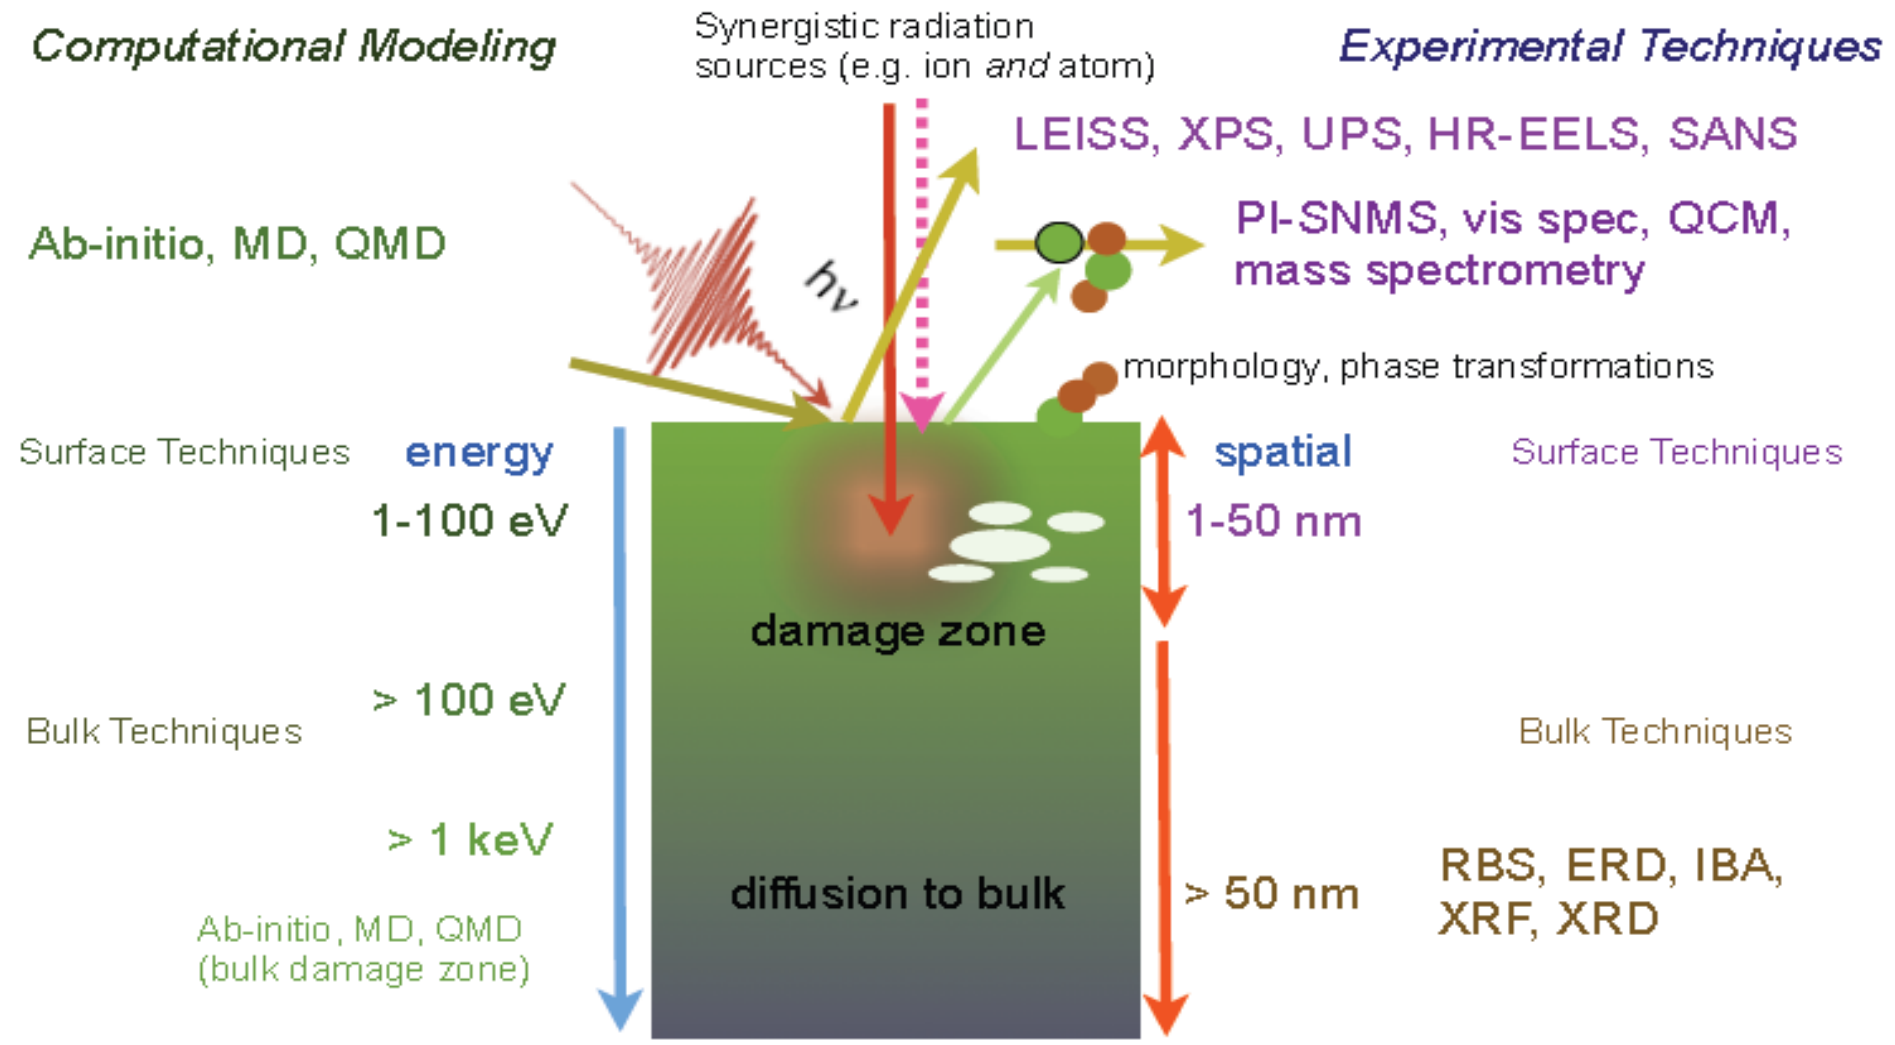 Computational Modeling
Synergistic radiation
sources (e.g. ion and atom)
Experimental Techniques
LEISS, XPS, UPS, HR-EELS, SANS
Ab-initio, MD, QMD
hν
PI-SNMS, vis spec, QCM,
mass spectrometry
morphology, phase transformations
Surface Techniques
energy
spatial
Surface Techniques
1-100 eV
1-50 nm
damage zone
> 100 eV
Bulk Techniques
Bulk Techniques
> 1 keV
diffusion to bulk
> 50 nm
RBS, ERD, IBA,
XRF, XRD
Ab-initio, MD, QMD
(bulk damage zone)